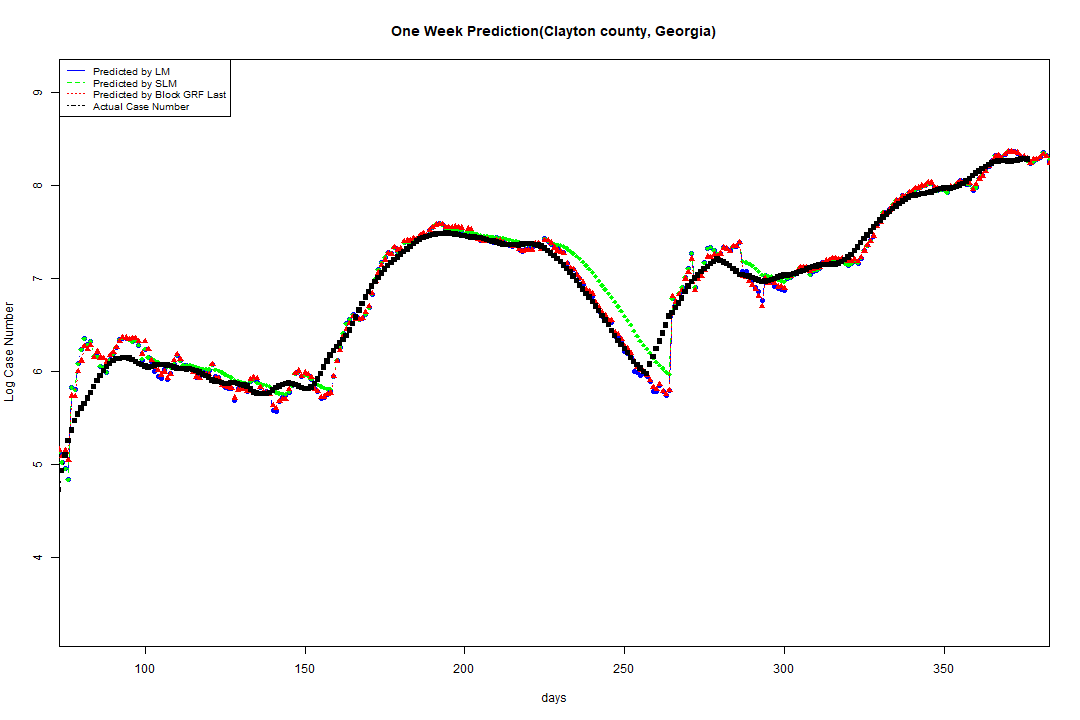 One Week Prediction(Clayton county, Georgia)
Predicted by LM
Predicted by SLM
Predicted by Block GRF Last
Actual Case Number
9
8
7
6
5
4
Log Case Number
100 150 200 250 300 350
days